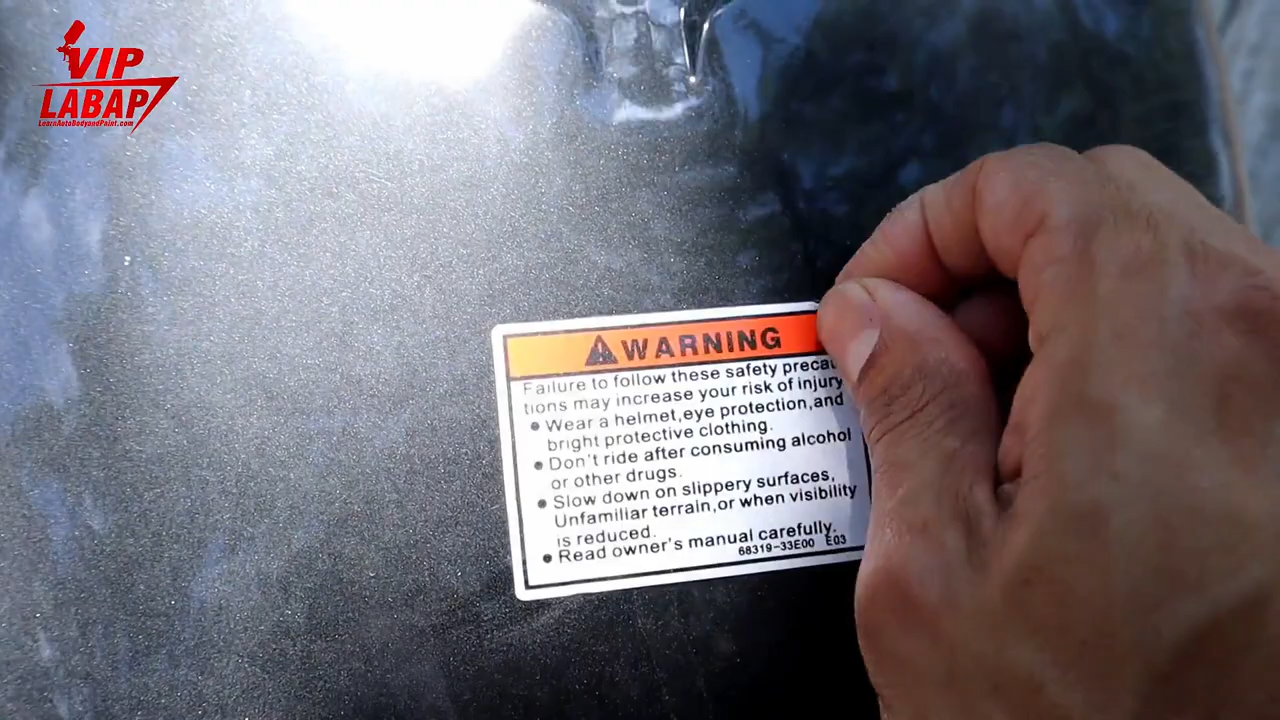 VIP
LABAP
LearnAutoBodyandPaint.com
WARNING
Failure to follow these safety precau
tions may increase your risk of injury
● Wear a helmet,eye protection,and
bright protective clothing.
● Don't ride after consuming alcohol
or other drugs.
● Slow down on slippery surfaces,
Unfamiliar terrain,or when visibility
is reduced.
● Read owner's manual carefully.
68319-33E00 E03